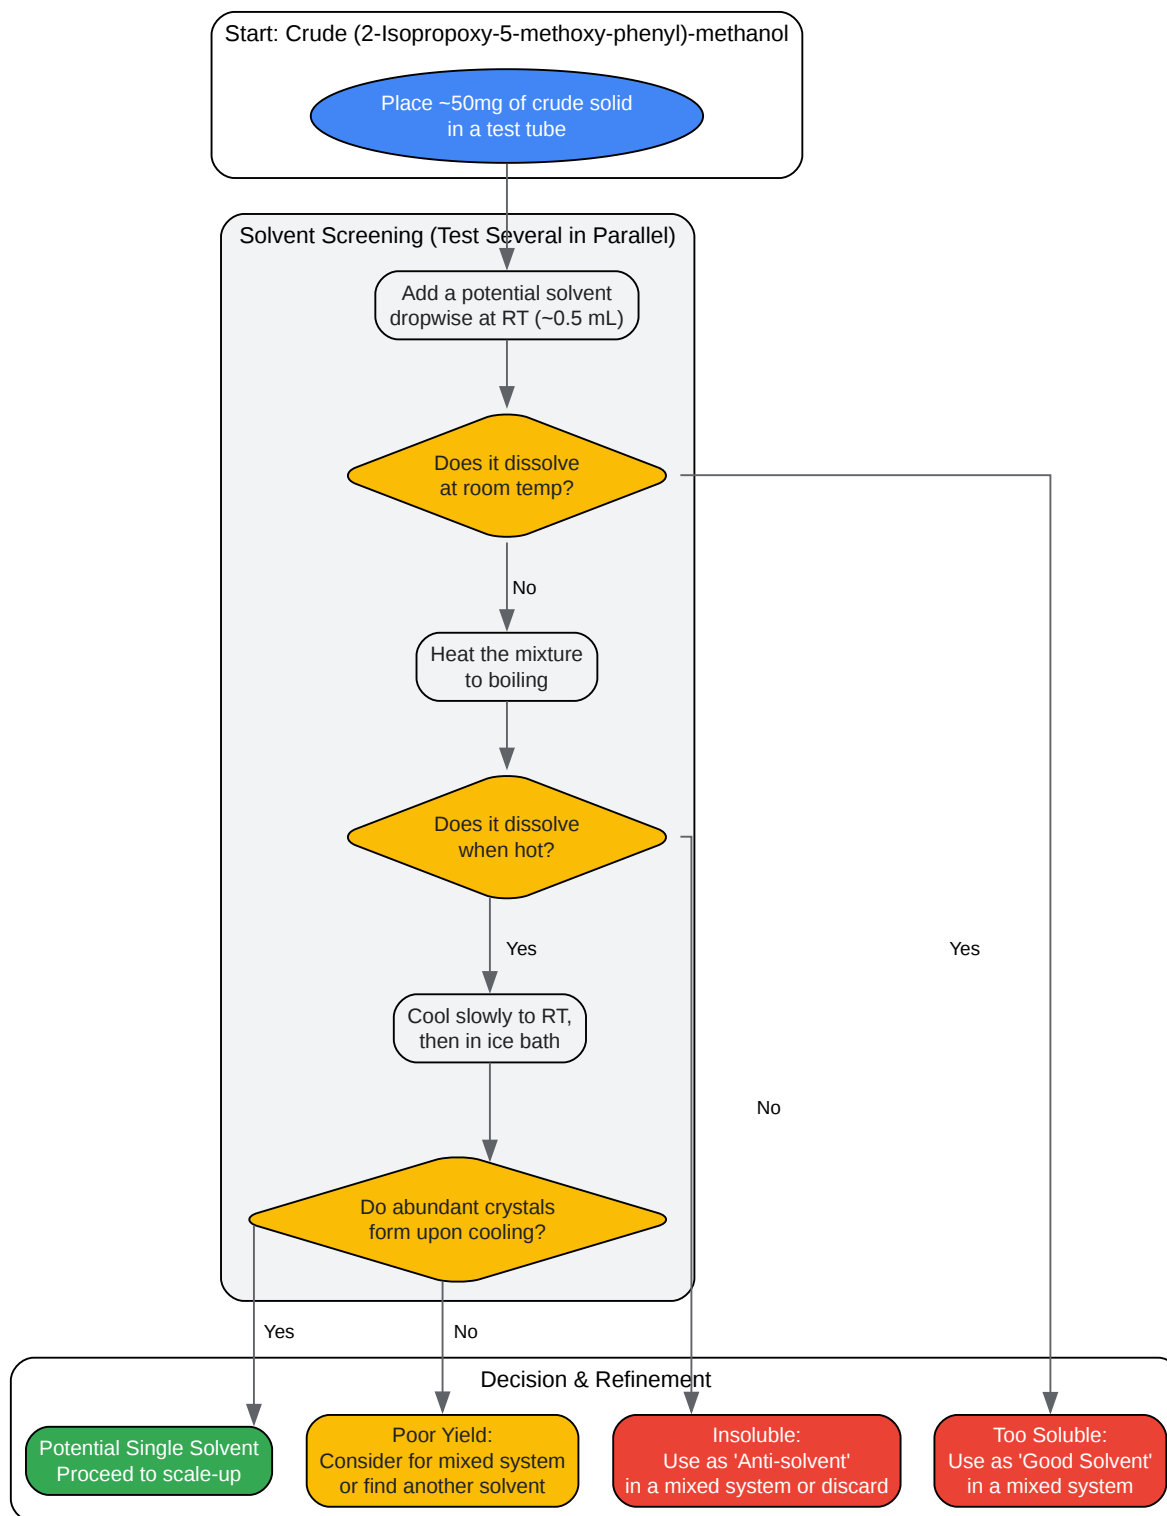 Start: Crude (2-Isopropoxy-5-methoxy-phenyl)-methanol
Place ~50mg of crude solid
in a test tube
Solvent Screening (Test Several in Parallel)
Add a potential solvent
dropwise at RT (~0.5 mL)
Does it dissolve
at room temp?
No
Heat the mixture
to boiling
Does it dissolve
when hot?
Yes
Yes
Cool slowly to RT,
then in ice bath
No
Do abundant crystals
form upon cooling?
Yes
No
Decision & Refinement
Potential Single Solvent
Proceed to scale-up
Poor Yield:
Consider for mixed system
or find another solvent
Insoluble:
Use as 'Anti-solvent'
in a mixed system or discard
Too Soluble:
Use as 'Good Solvent'
in a mixed system